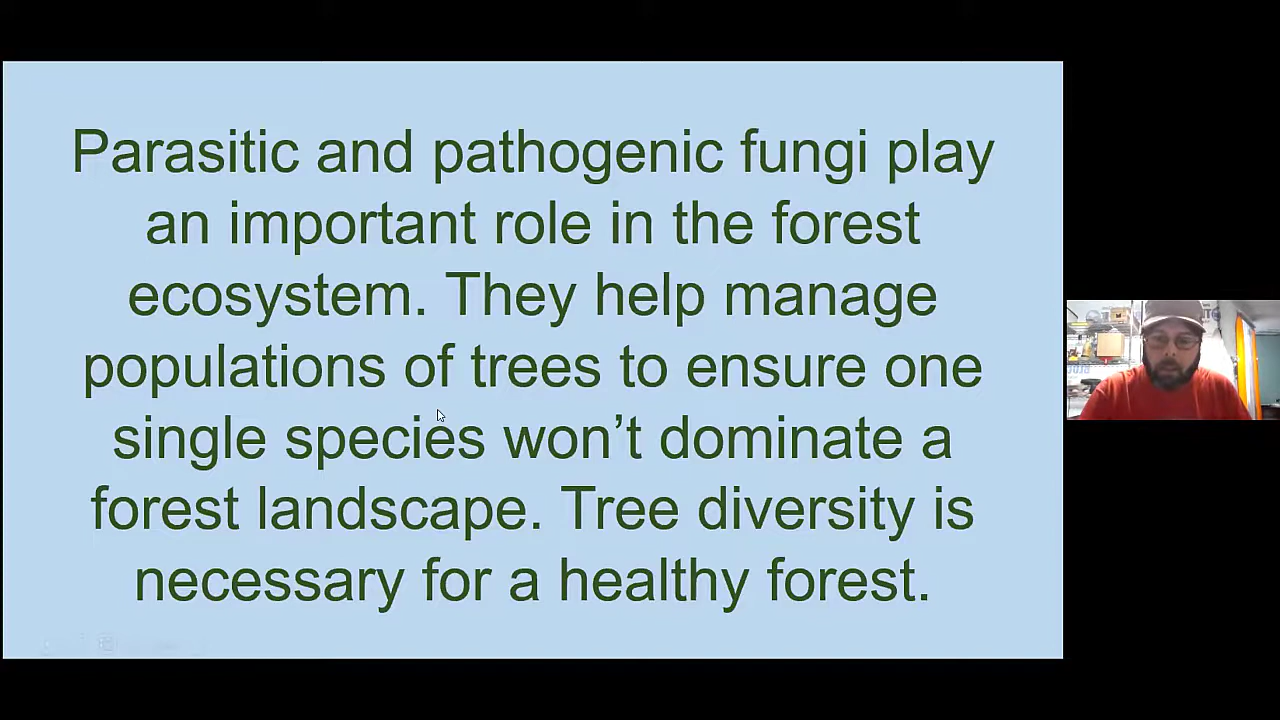 Parasitic and pathogenic fungi play
an important role in the forest
ecosystem. They help manage
populations of trees to ensure one
single species won’t dominate a
forest landscape. Tree diversity is
necessary for a healthy forest.